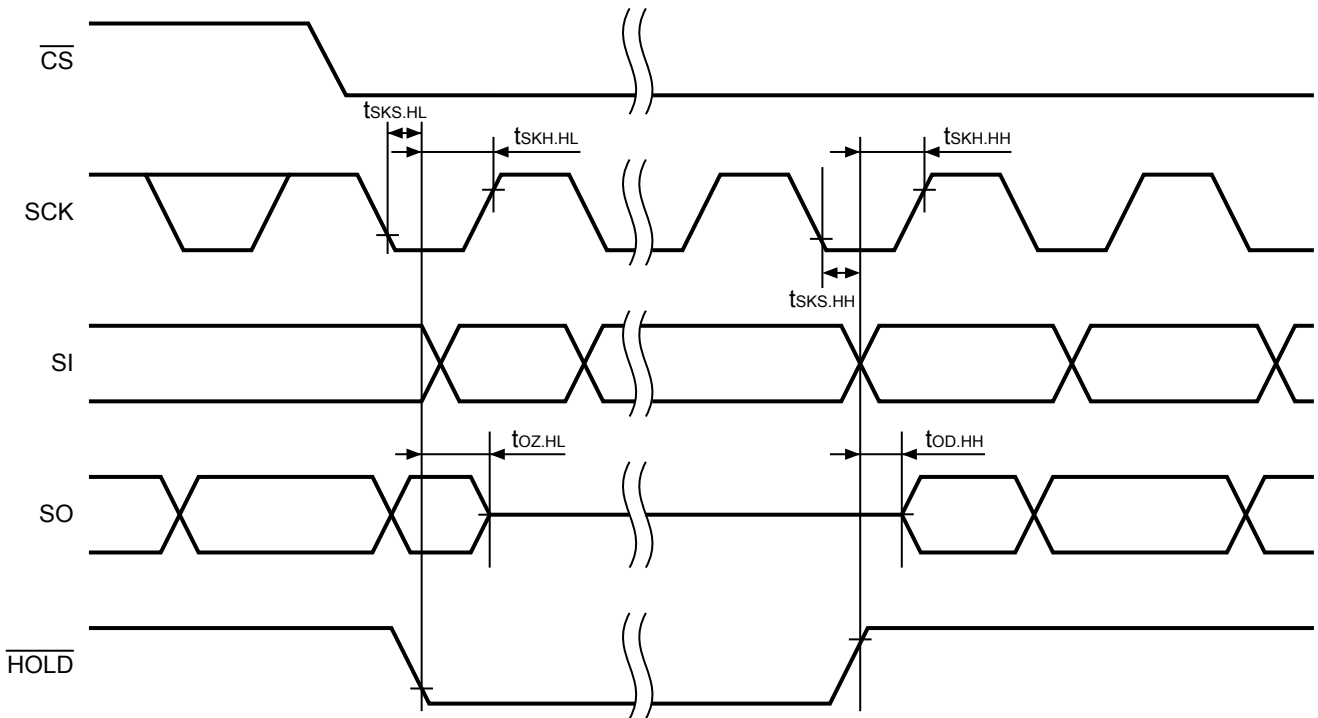 CS
tSKS.HL
tSKH.HL
tSKH.HH
SCK
tSKS.HH
SI
tOZ.HL
tOD.HH
SO
HOLD